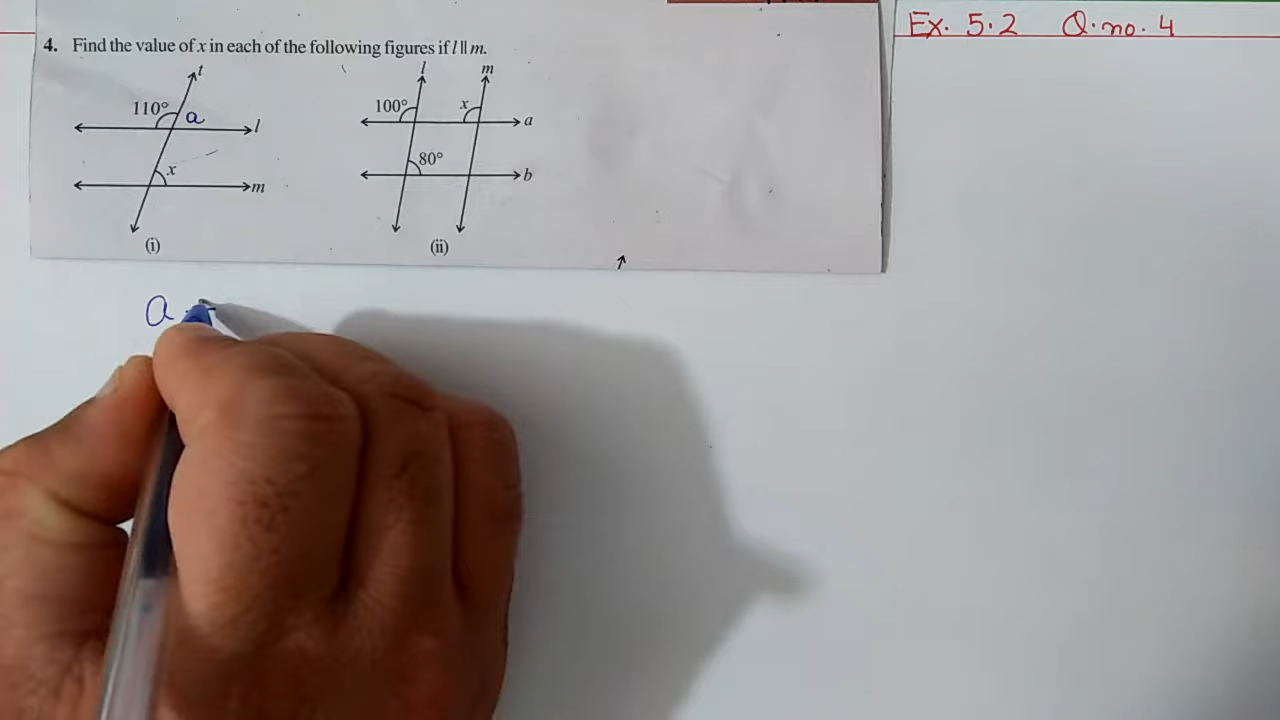 Ex. 5.2 Q.no. 4
4. Find the value of x in each of the following figures if l || m.
t
110°
a
l
x
m
(i)
l
m
100°
x
a
80°
b
(ii)
a